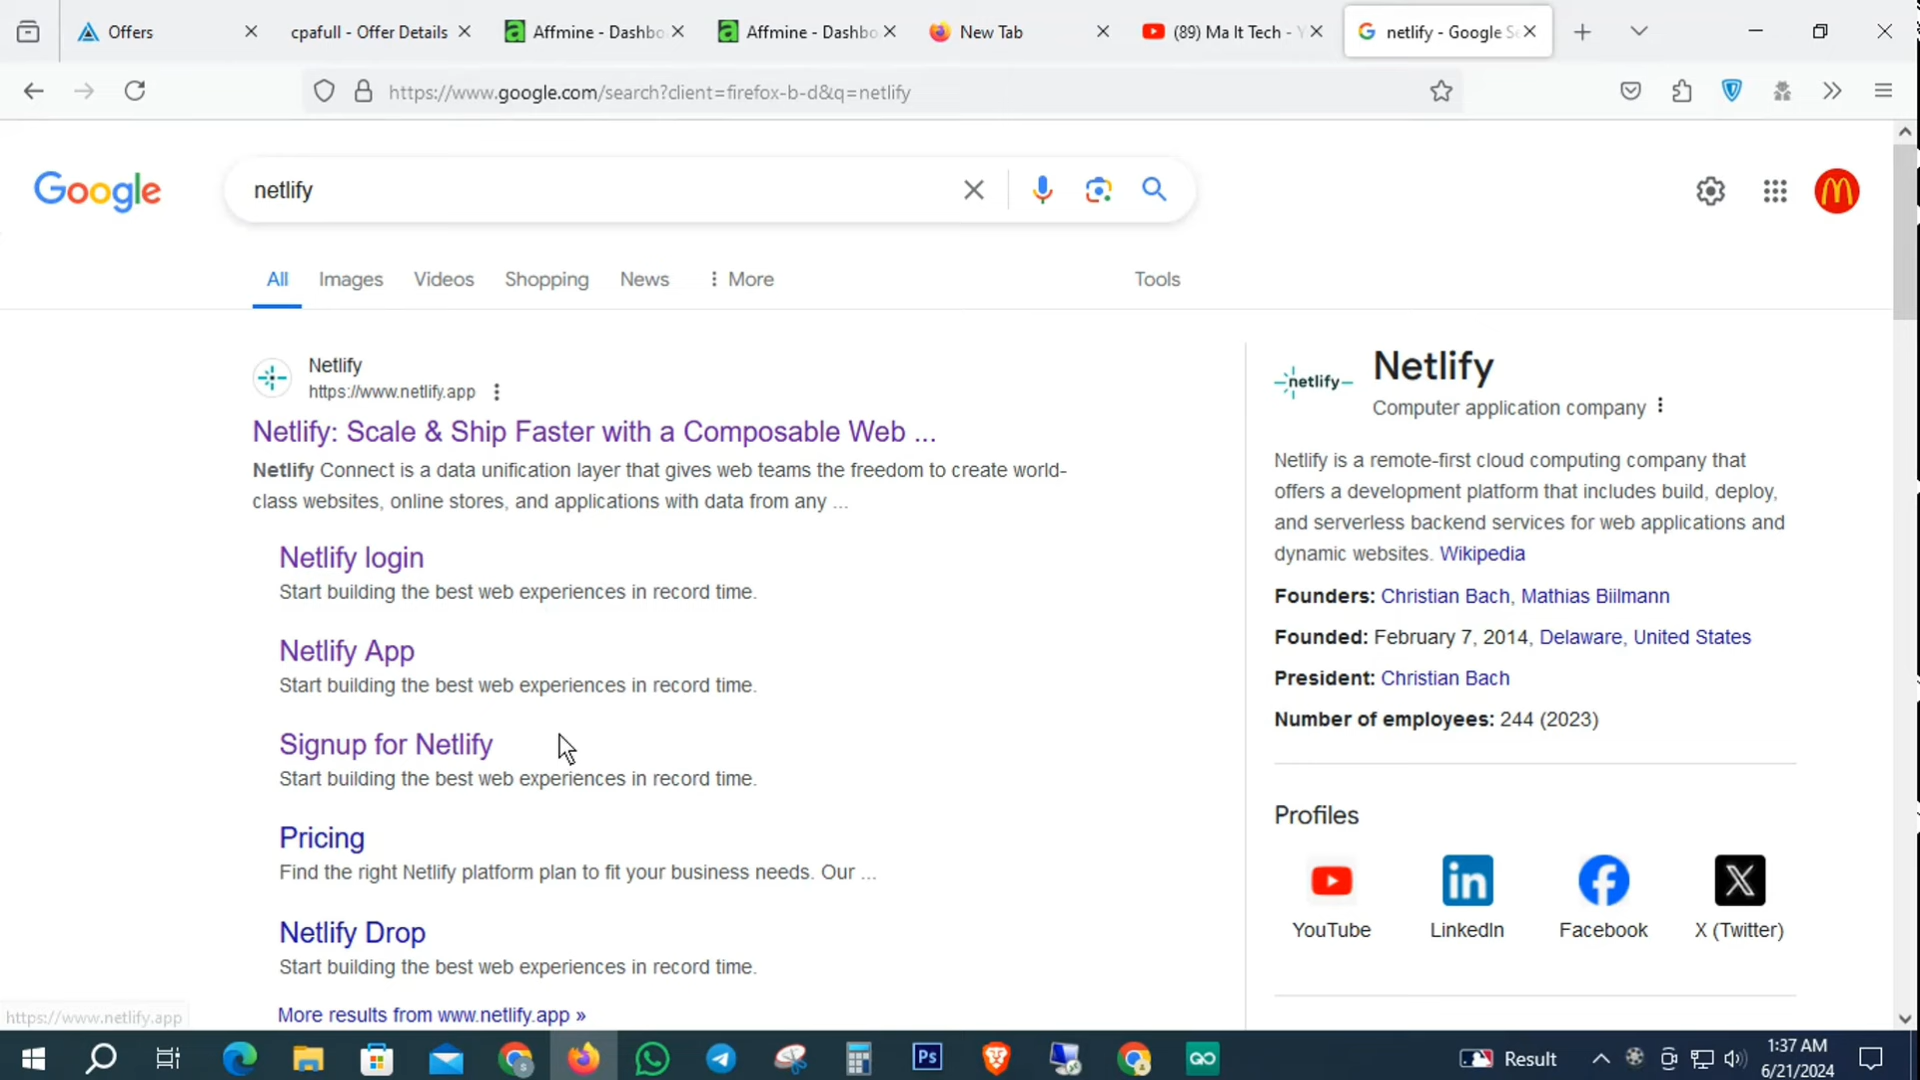 Offers
cpafull - Offer Details
Affmine - Dashbo
Affmine - Dashbo
New Tab
(89) Ma It Tech - Y
netlify - Google Se
https://www.google.com/search?client=firefox-b-d&q=netlify
Google
netlify
All Images Videos Shopping News More Tools
Netlify
https://www.netlify.app
Netlify: Scale & Ship Faster with a Composable Web ...
Netlify Connect is a data unification layer that gives web teams the freedom to create world-
class websites, online stores, and applications with data from any ...
Netlify login
Start building the best web experiences in record time.
Netlify App
Start building the best web experiences in record time.
Signup for Netlify
Start building the best web experiences in record time.
Pricing
Find the right Netlify platform plan to fit your business needs. Our ...
Netlify Drop
Start building the best web experiences in record time.
More results from www.netlify.app »
netlify
Netlify
Computer application company
Netlify is a remote-first cloud computing company that
offers a development platform that includes build, deploy,
and serverless backend services for web applications and
dynamic websites. Wikipedia
Founders: Christian Bach, Mathias Biilmann
Founded: February 7, 2014, Delaware, United States
President: Christian Bach
Number of employees: 244 (2023)
Profiles
YouTube
LinkedIn
Facebook
X (Twitter)
https://www.netlify.app
Ps
Result
1:37 AM
6/21/2024